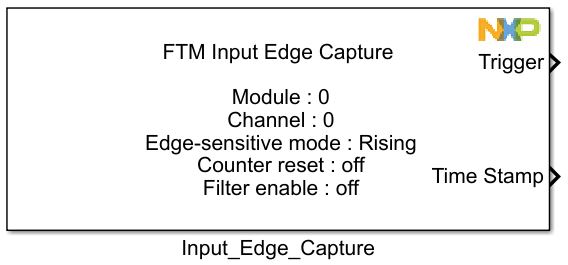 NXP
Trigger
FTM Input Edge Capture
Module : 0
Channel : 0
Edge-sensitive mode : Rising
Counter reset : off
Filter enable : off
Time Stamp
Input_Edge_Capture